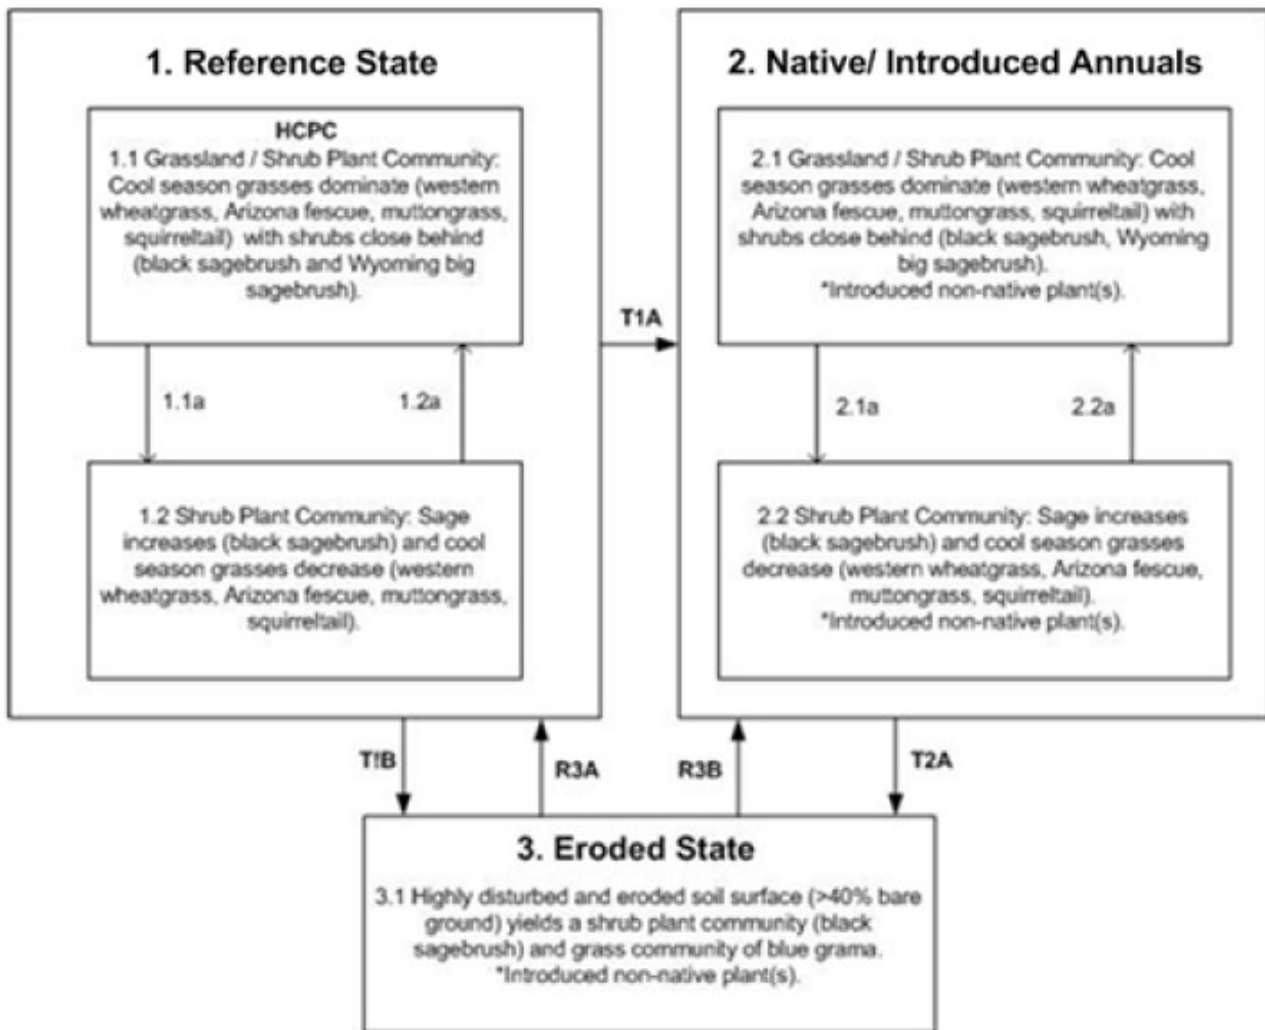 1. Reference State
HCPC
1.1 Grassland / Shrub Plant Community:
Cool season grasses dominate (western
wheatgrass, Arizona fescue, muttongrass,
squirreltail) with shrubs close behind
(black sagebrush and Wyoming big
sagebrush).
1.1a
1.2a
1.2 Shrub Plant Community: Sage
increases (black sagebrush) and cool
season grasses decrease (western
wheatgrass, Arizona fescue, muttongrass,
squirreltail).
T1A
2. Native/ Introduced Annuals
2.1 Grassland / Shrub Plant Community: Cool
season grasses dominate (western wheatgrass,
Arizona fescue, muttongrass, squirreltail) with
shrubs close behind (black sagebrush, Wyoming
big sagebrush).
*Introduced non-native plant(s).
2.1a
2.2a
2.2 Shrub Plant Community: Sage increases
(black sagebrush) and cool season grasses
decrease (western wheatgrass, Arizona fescue,
muttongrass, squirreltail).
*Introduced non-native plant(s).
T!B
R3A
R3B
T2A
3. Eroded State
3.1 Highly disturbed and eroded soil surface (>40% bare
ground) yields a shrub plant community (black
sagebrush) and grass community of blue grama.
*Introduced non-native plant(s).